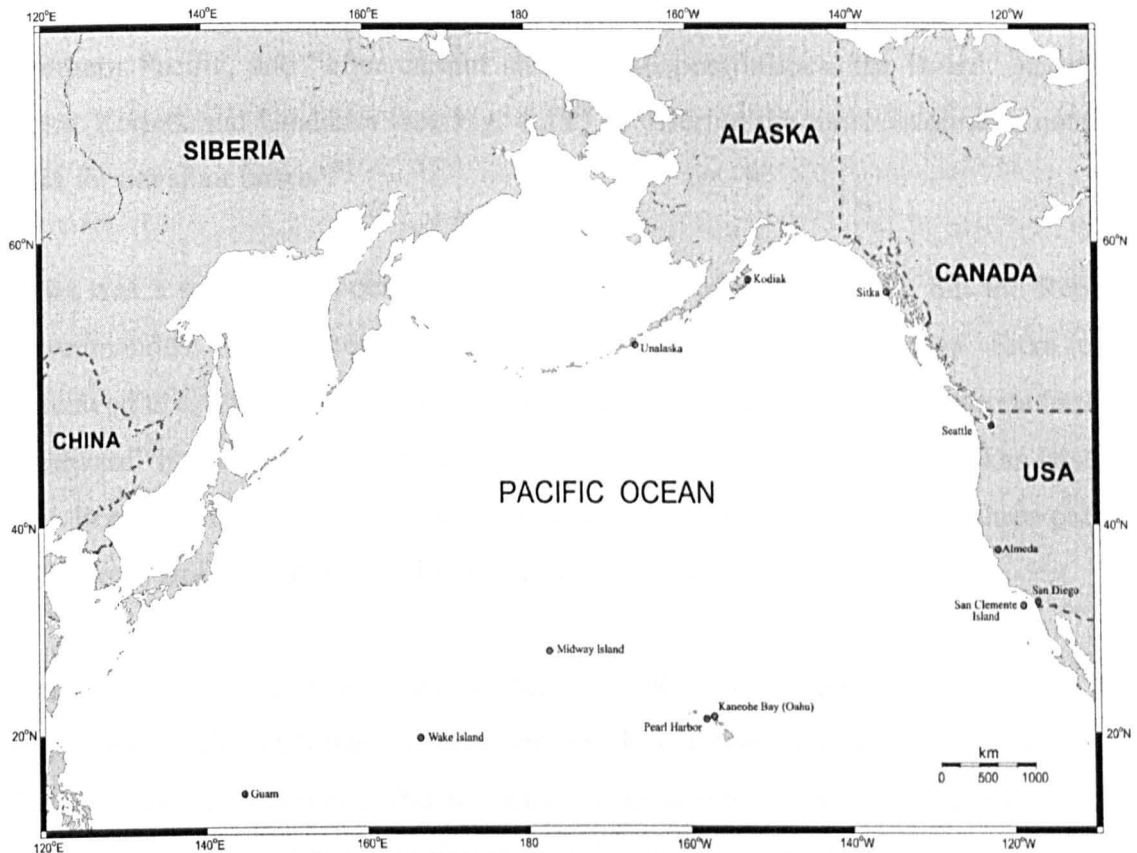 120°E
140°E
160°E
180
160°W
140°W
120°W
SIBERIA
ALASKA
60°N
60°N
CANADA
Kodiak
Sitka
Unalaska
CHINA
Seattle
USA
PACIFIC OCEAN
40°N
40°N
Almeda
San Diego
San Clemente
Island
Midway Island
Kaneohe Bay (Oahu)
Pearl Harbor
Wake Island
20°N
20°N
km
0 500 1000
Guam
120°E
140°E
160°E
180
160°W
140°W
120°W